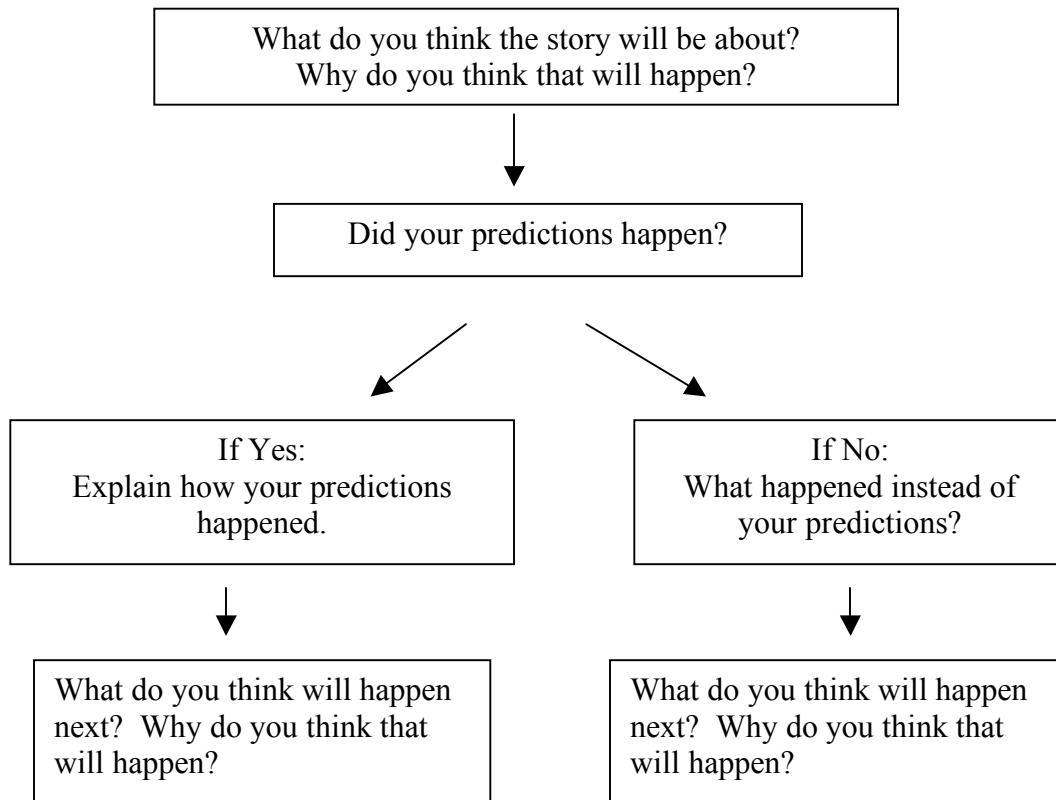 What do you think the story will be about?
Why do you think that will happen?
Did your predictions happen?
If Yes:
Explain how your predictions
happened.
If No:
What happened instead of
your predictions?
What do you think will happen
next?  Why do you think that
will happen?
What do you think will happen
next?  Why do you think that
will happen?